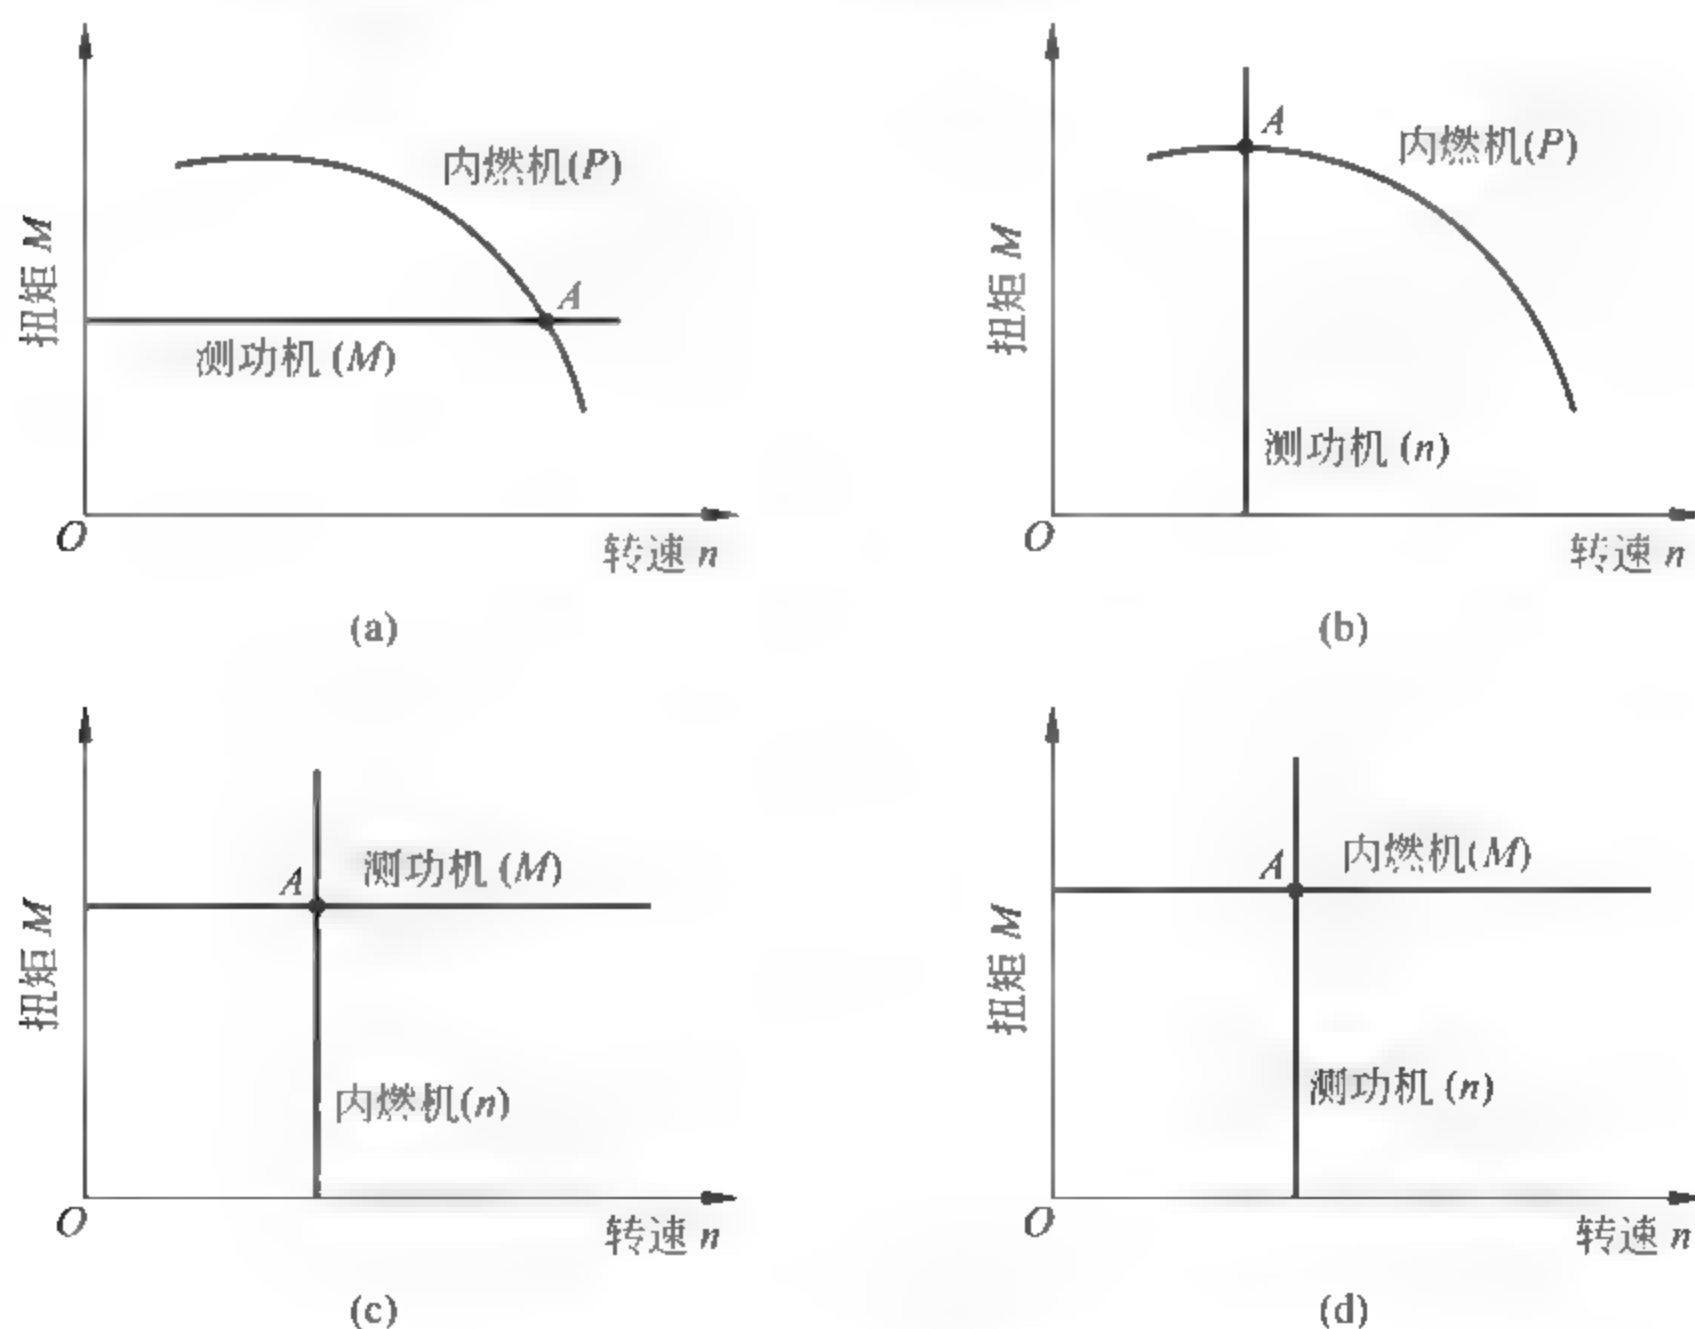 扭矩 M
内燃机(P)
A
测功机 (M)
O
转速 n
(a)
扭矩 M
A
内燃机(P)
测功机 (n)
O
转速 n
(b)
扭矩 M
A
测功机 (M)
内燃机(n)
O
转速 n
(c)
扭矩 M
A
内燃机(M)
测功机 (n)
O
转速 n
(d)